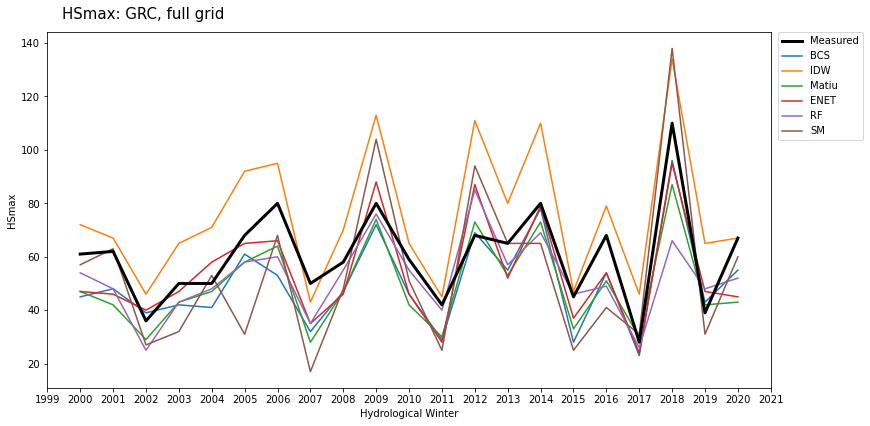 HSmax: GRC, full grid
140
120
100
80
60
40
20
HSmax
1999 2000 2001 2002 2003 2004 2005 2006 2007 2008 2009 2010 2011 2012 2013 2014 2015 2016 2017 2018 2019 2020 2021
Hydrological Winter
Measured
BCS
IDW
Matiu
ENET
RF
SM